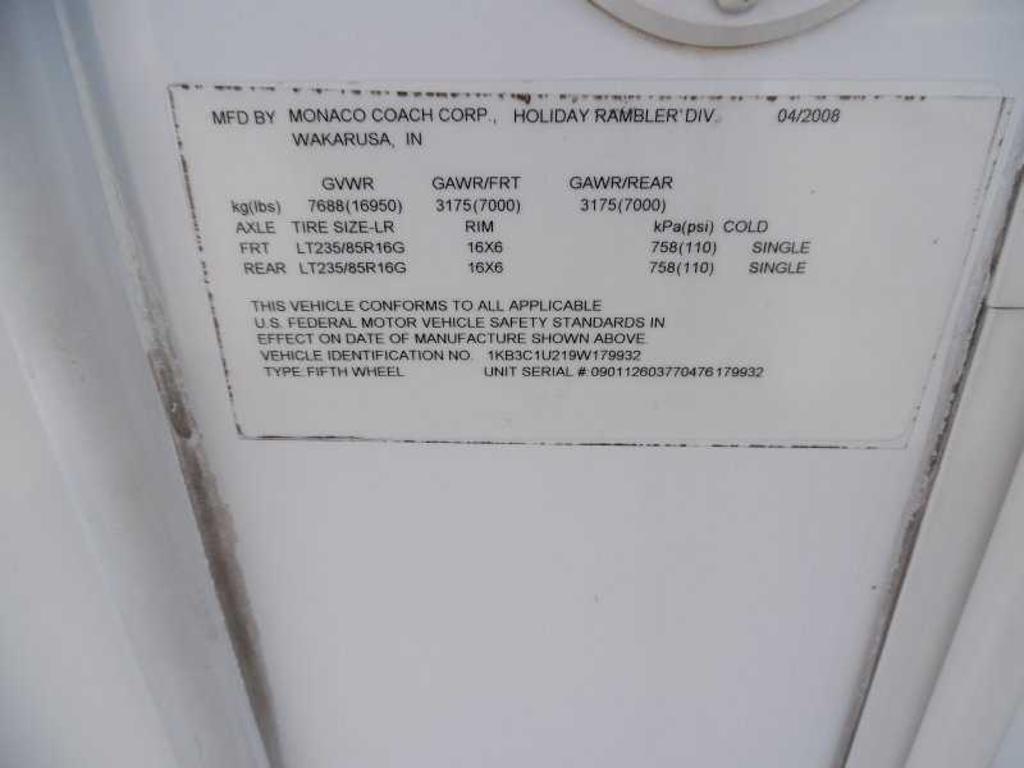 MFD BY MONACO COACH CORP., HOLIDAY RAMBLER DIV. 04/2008
WAKARUSA, IN
GVWR GAWR/FRT GAWR/REAR
kg(lbs) 7688(16950) 3175(7000) 3175(7000)
AXLE TIRE SIZE-LR RIM kPa(psi) COLD
FRT LT235/85R16G 16X6 758(110) SINGLE
REAR LT235/85R16G 16X6 758(110) SINGLE
THIS VEHICLE CONFORMS TO ALL APPLICABLE
U.S. FEDERAL MOTOR VEHICLE SAFETY STANDARDS IN
EFFECT ON DATE OF MANUFACTURE SHOWN ABOVE.
VEHICLE IDENTIFICATION NO. 1KB3C1U219W179932
TYPE: FIFTH WHEEL UNIT SERIAL #: 090112603770476179932